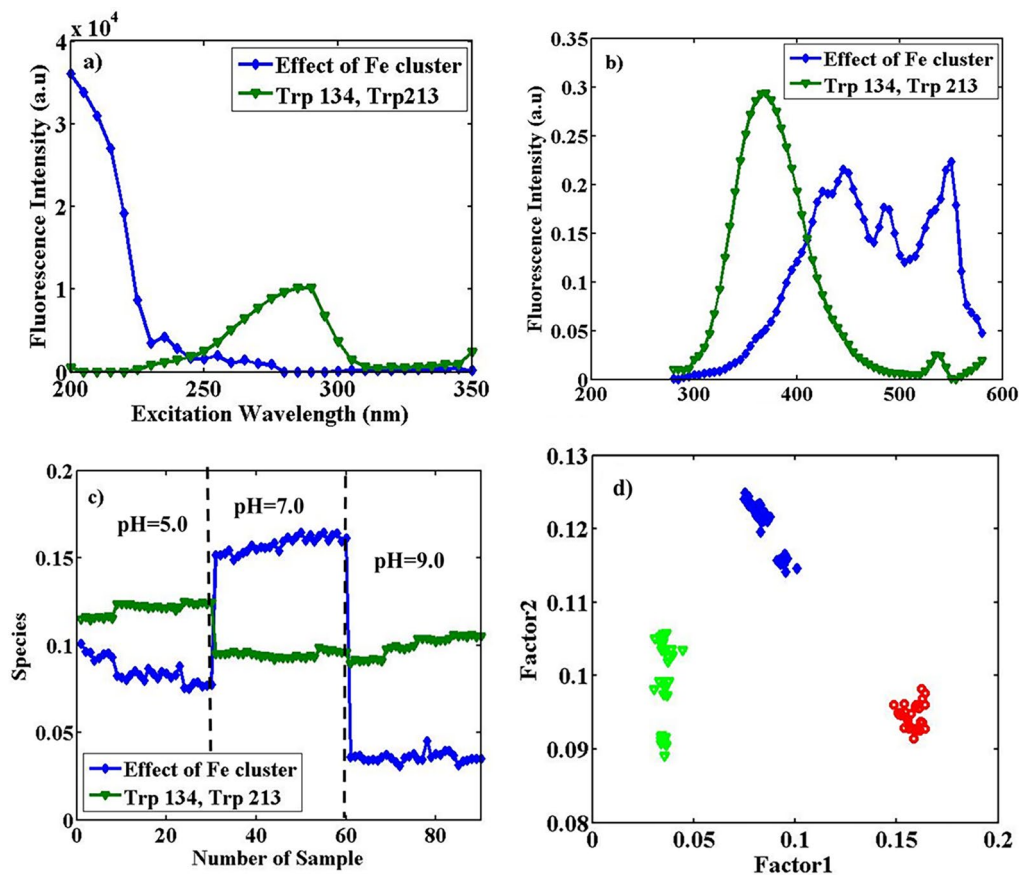 x 10⁴
a)
Effect of Fe cluster
Trp 134, Trp213
Fluorescence Intensity (a.u)
4
3
2
1
0
200
250
300
350
Excitation Wavelength (nm)
b)
Effect of Fe cluster
Trp 134, Trp 213
Fluorescence Intensity (a.u)
0.35
0.3
0.25
0.2
0.15
0.1
0.05
0
200
300
400
500
600
c)
pH=5.0
pH=7.0
pH=9.0
Species
0.2
0.15
0.1
0.05
0
Effect of Fe cluster
Trp 134, Trp 213
0
20
40
60
80
Number of Sample
d)
Factor2
0.13
0.12
0.11
0.1
0.09
0.08
0
0.05
0.1
0.15
0.2
Factor1